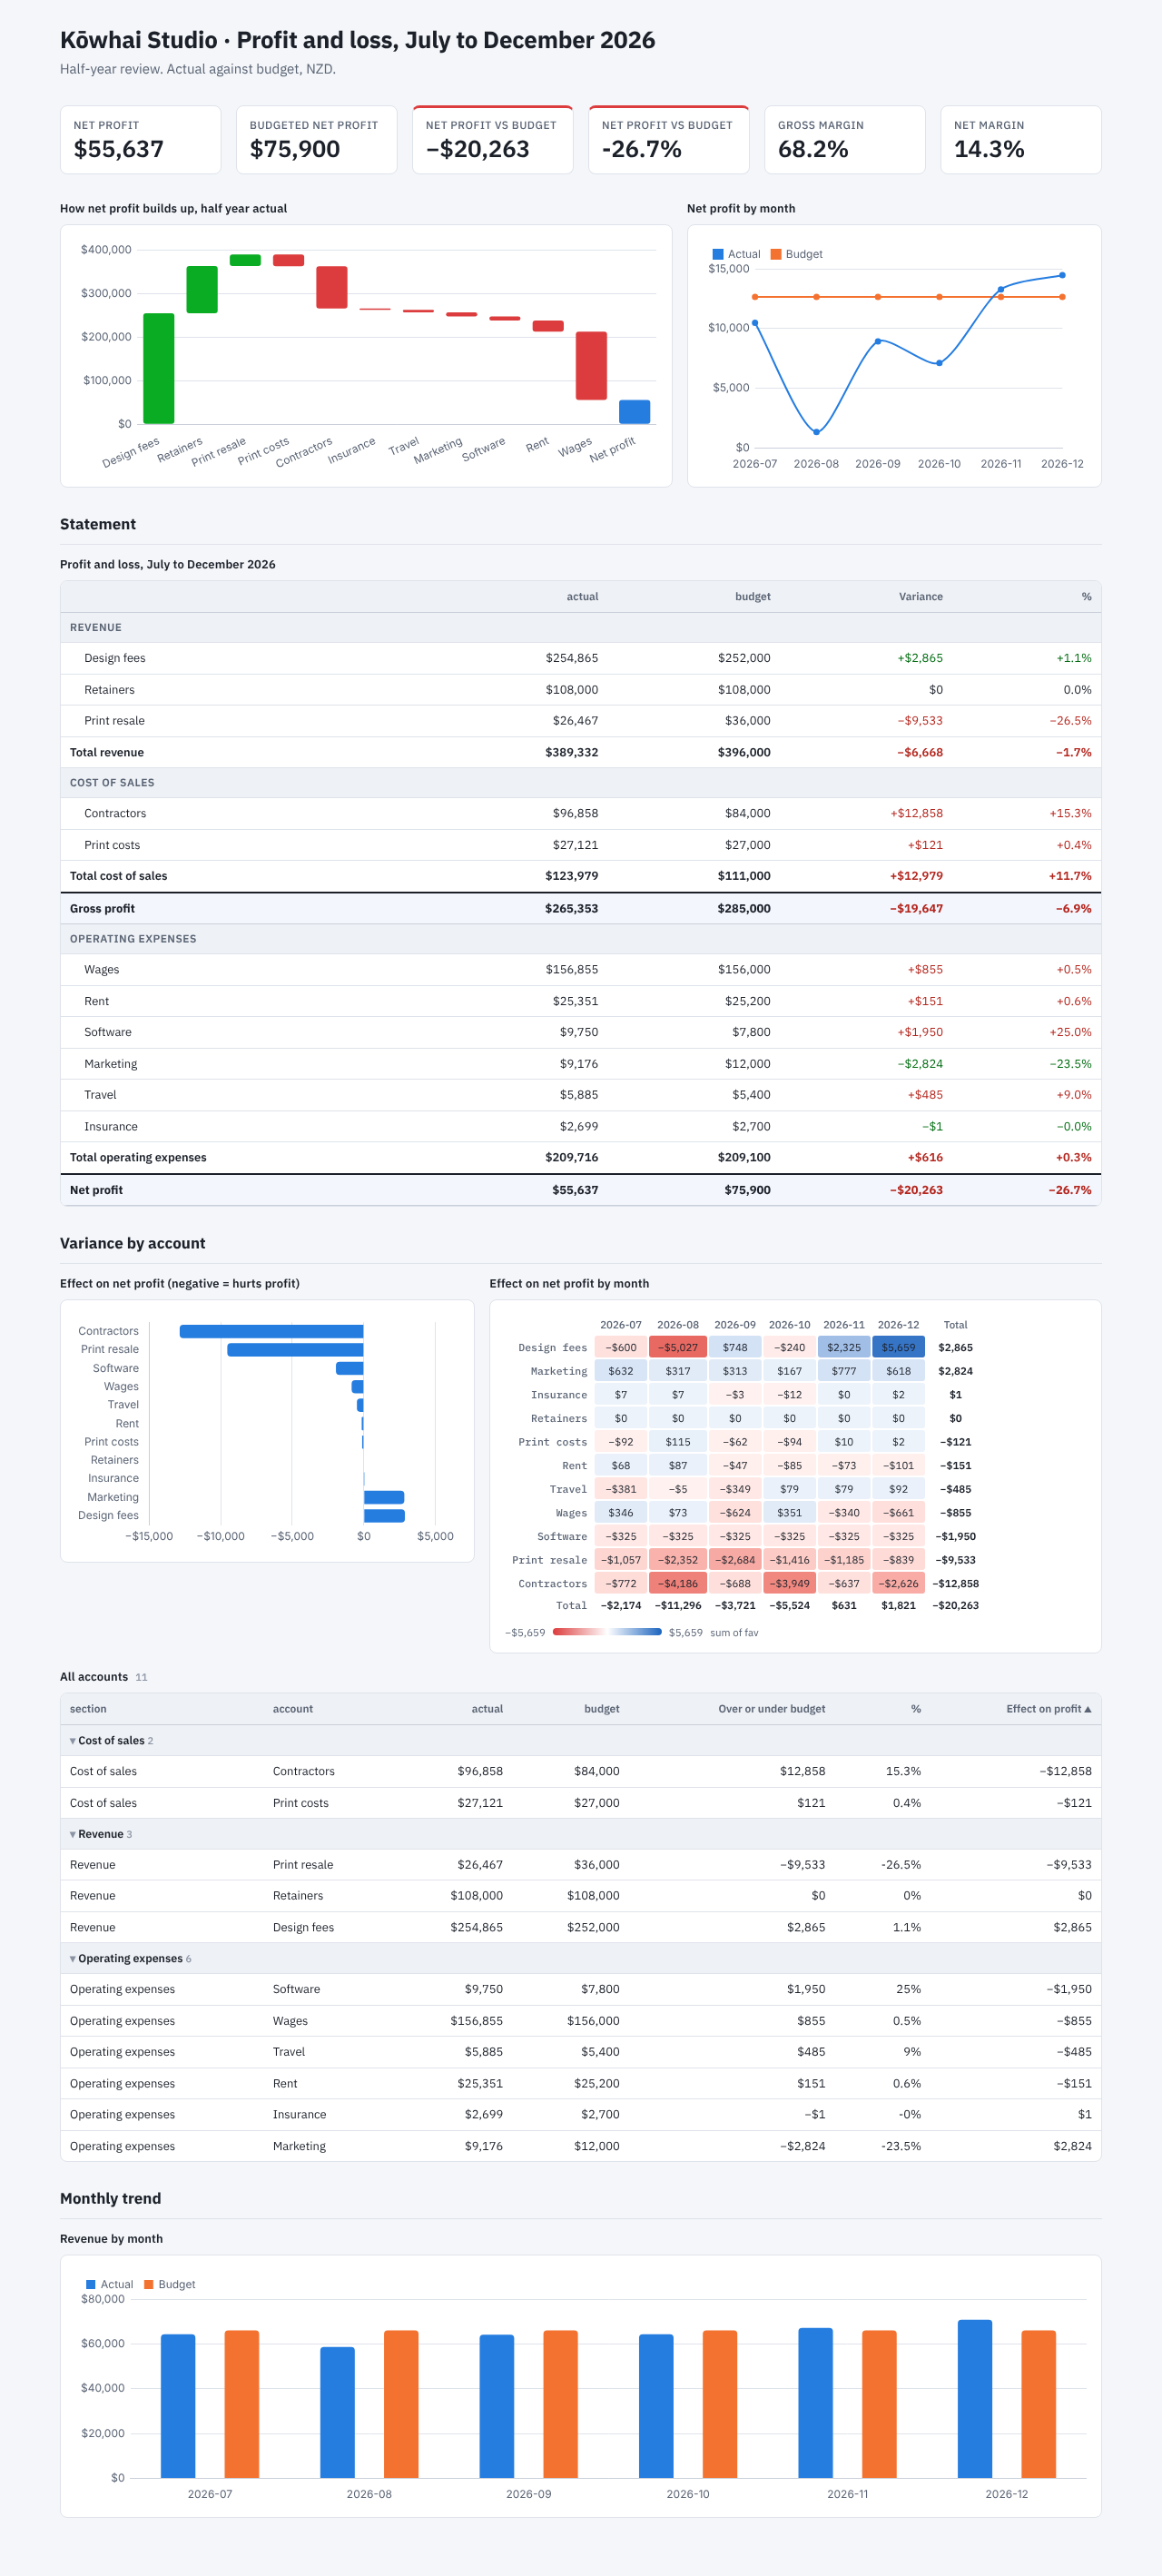 Kōwhai Studio · Profit and loss, July to December 2026
Half-year review. Actual against budget, NZD.
NET PROFIT
$55,637
BUDGETED NET PROFIT
$75,900
NET PROFIT VS BUDGET
−$20,263
NET PROFIT VS BUDGET
-26.7%
GROSS MARGIN
68.2%
NET MARGIN
14.3%
How net profit builds up, half year actual
$400,000
$300,000
$200,000
$100,000
$0
Design fees
Retainers
Print resale
Print costs
Contractors
Insurance
Travel
Marketing
Software
Rent
Wages
Net profit
Net profit by month
Actual Budget
$15,000
$10,000
$5,000
$0
2026-07 2026-08 2026-09 2026-10 2026-11 2026-12
Statement
Profit and loss, July to December 2026
actual budget Variance %
REVENUE
Design fees $254,865 $252,000 +$2,865 +1.1%
Retainers $108,000 $108,000 $0 0.0%
Print resale $26,467 $36,000 −$9,533 −26.5%
Total revenue $389,332 $396,000 −$6,668 −1.7%
COST OF SALES
Contractors $96,858 $84,000 +$12,858 +15.3%
Print costs $27,121 $27,000 +$121 +0.4%
Total cost of sales $123,979 $111,000 +$12,979 +11.7%
Gross profit $265,353 $285,000 −$19,647 −6.9%
OPERATING EXPENSES
Wages $156,855 $156,000 +$855 +0.5%
Rent $25,351 $25,200 +$151 +0.6%
Software $9,750 $7,800 +$1,950 +25.0%
Marketing $9,176 $12,000 −$2,824 −23.5%
Travel $5,885 $5,400 +$485 +9.0%
Insurance $2,699 $2,700 −$1 −0.0%
Total operating expenses $209,716 $209,100 +$616 +0.3%
Net profit $55,637 $75,900 −$20,263 −26.7%
Variance by account
Effect on net profit (negative = hurts profit)
Contractors
Print resale
Software
Wages
Travel
Rent
Print costs
Retainers
Insurance
Marketing
Design fees
−$15,000 −$10,000 −$5,000 $0 $5,000
Effect on net profit by month
2026-07 2026-08 2026-09 2026-10 2026-11 2026-12 Total
Design fees −$600 −$5,027 $748 −$240 $2,325 $5,659 $2,865
Marketing $632 $317 $313 $167 $777 $618 $2,824
Insurance $7 $7 −$3 −$12 $0 $2 $1
Retainers $0 $0 $0 $0 $0 $0 $0
Print costs −$92 $115 −$62 −$94 $10 $2 −$121
Rent $68 $87 −$47 −$85 −$73 −$101 −$151
Travel −$381 −$5 −$349 $79 $79 $92 −$485
Wages $346 $73 −$624 $351 −$340 −$661 −$855
Software −$325 −$325 −$325 −$325 −$325 −$325 −$1,950
Print resale −$1,057 −$2,352 −$2,684 −$1,416 −$1,185 −$839 −$9,533
Contractors −$772 −$4,186 −$688 −$3,949 −$637 −$2,626 −$12,858
Total −$2,174 −$11,296 −$3,721 −$5,524 $631 $1,821 −$20,263
−$5,659 $5,659 sum of fav
All accounts 11
section account actual budget Over or under budget % Effect on profit ▲
▾ Cost of sales 2
Cost of sales Contractors $96,858 $84,000 $12,858 15.3% −$12,858
Cost of sales Print costs $27,121 $27,000 $121 0.4% −$121
▾ Revenue 3
Revenue Print resale $26,467 $36,000 −$9,533 -26.5% −$9,533
Revenue Retainers $108,000 $108,000 $0 0% $0
Revenue Design fees $254,865 $252,000 $2,865 1.1% $2,865
▾ Operating expenses 6
Operating expenses Software $9,750 $7,800 $1,950 25% −$1,950
Operating expenses Wages $156,855 $156,000 $855 0.5% −$855
Operating expenses Travel $5,885 $5,400 $485 9% −$485
Operating expenses Rent $25,351 $25,200 $151 0.6% −$151
Operating expenses Insurance $2,699 $2,700 −$1 -0% $1
Operating expenses Marketing $9,176 $12,000 −$2,824 -23.5% $2,824
Monthly trend
Revenue by month
Actual Budget
$80,000
$60,000
$40,000
$20,000
$0
2026-07 2026-08 2026-09 2026-10 2026-11 2026-12